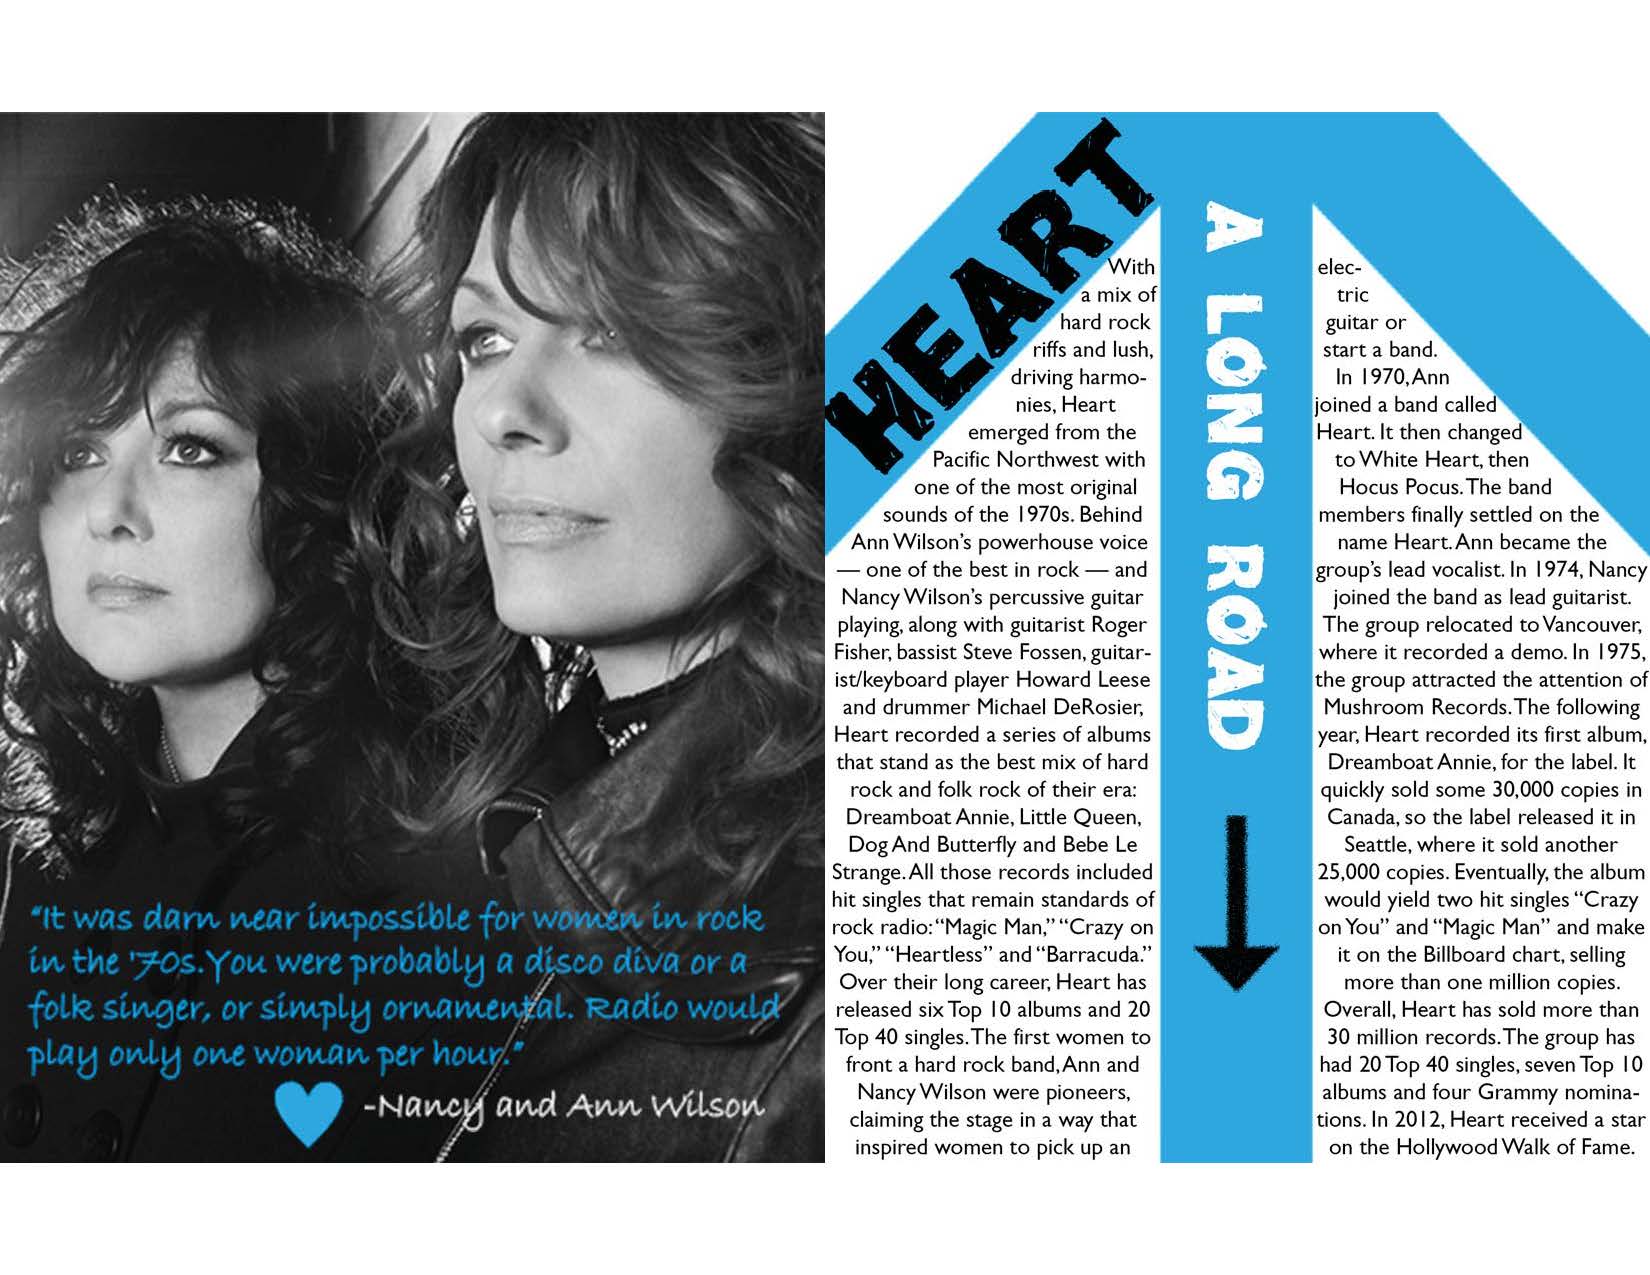 “It was darn near impossible for women in rock
in the '70s. You were probably a disco diva or a
folk singer, or simply ornamental. Radio would
play only one woman per hour.”
-Nancy and Ann Wilson
HEART
A LONG ROAD
With
a mix of
hard rock
riffs and lush,
driving harmo-
nies, Heart
emerged from the
Pacific Northwest with
one of the most original
sounds of the 1970s. Behind
Ann Wilson’s powerhouse voice
— one of the best in rock — and
Nancy Wilson’s percussive guitar
playing, along with guitarist Roger
Fisher, bassist Steve Fossen, guitar-
ist/keyboard player Howard Leese
and drummer Michael DeRosier,
Heart recorded a series of albums
that stand as the best mix of hard
rock and folk rock of their era:
Dreamboat Annie, Little Queen,
Dog And Butterfly and Bebe Le
Strange. All those records included
hit singles that remain standards of
rock radio: “Magic Man,” “Crazy on
You,” “Heartless” and “Barracuda.”
Over their long career, Heart has
released six Top 10 albums and 20
Top 40 singles. The first women to
front a hard rock band, Ann and
Nancy Wilson were pioneers,
claiming the stage in a way that
inspired women to pick up an
elec-
tric
guitar or
start a band.
In 1970, Ann
joined a band called
Heart. It then changed
to White Heart, then
Hocus Pocus. The band
members finally settled on the
name Heart. Ann became the
group’s lead vocalist. In 1974, Nancy
joined the band as lead guitarist.
The group relocated to Vancouver,
where it recorded a demo. In 1975,
the group attracted the attention of
Mushroom Records. The following
year, Heart recorded its first album,
Dreamboat Annie, for the label. It
quickly sold some 30,000 copies in
Canada, so the label released it in
Seattle, where it sold another
25,000 copies. Eventually, the album
would yield two hit singles “Crazy
on You” and “Magic Man” and make
it on the Billboard chart, selling
more than one million copies.
Overall, Heart has sold more than
30 million records. The group has
had 20 Top 40 singles, seven Top 10
albums and four Grammy nomina-
tions. In 2012, Heart received a star
on the Hollywood Walk of Fame.